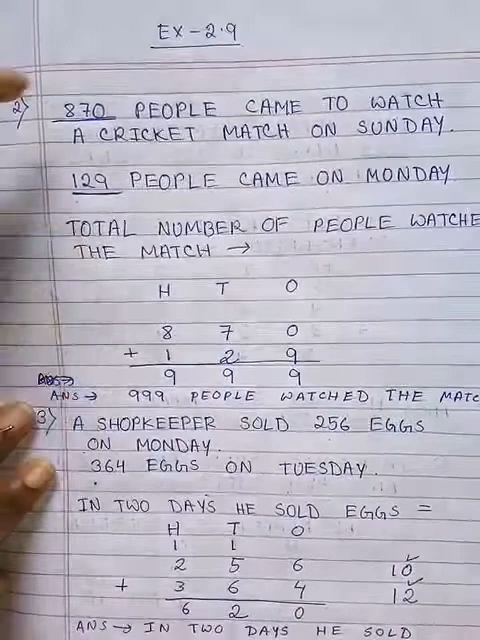 EX-2.9
2) 870 PEOPLE CAME TO WATCH
A CRICKET MATCH ON SUNDAY.
129 PEOPLE CAME ON MONDAY
TOTAL NUMBER OF PEOPLE WATCHE
THE MATCH →
H T O
8 7 0
+ 1 2 9
9 9 9
ANS → 999 PEOPLE WATCHED THE MATC
3) A SHOPKEEPER SOLD 256 EGGS
ON MONDAY.
364 EGGS ON TUESDAY.
IN TWO DAYS HE SOLD EGGS =
H T O
1 1
2 5 6 10
+ 3 6 4 12
6 2 0
ANS → IN TWO DAYS HE SOLD